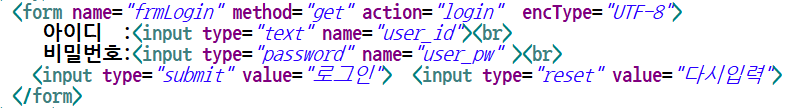 <form name="frmLogin" method="get" action="login" encType="UTF-8">
아이디 :<input type="text" name="user_id"><br>
비밀번호:<input type="password" name="user_pw" ><br>
<input type="submit" value="로그인"> <input type="reset" value="다시입력">
</form>